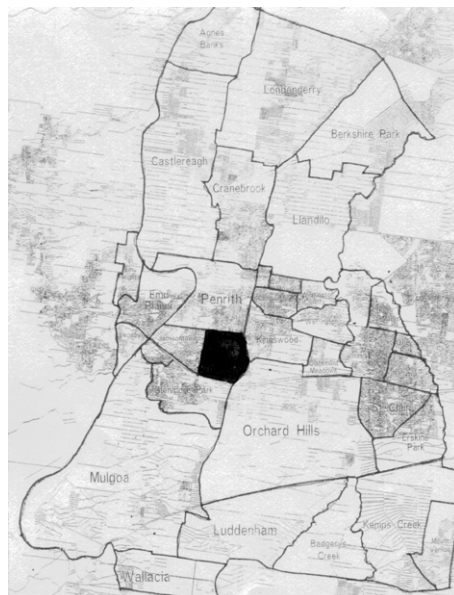 Agnes
Banks
Londonderry
Berkshire Park
Castlereagh
Cranebrook
Llandilo
Emu
Plains
Penrith
Kingswood
Orchard Hills
Erskine
Park
Mulgoa
Luddenham
Kemps Creek
Badgerys
Creek
Wallacia